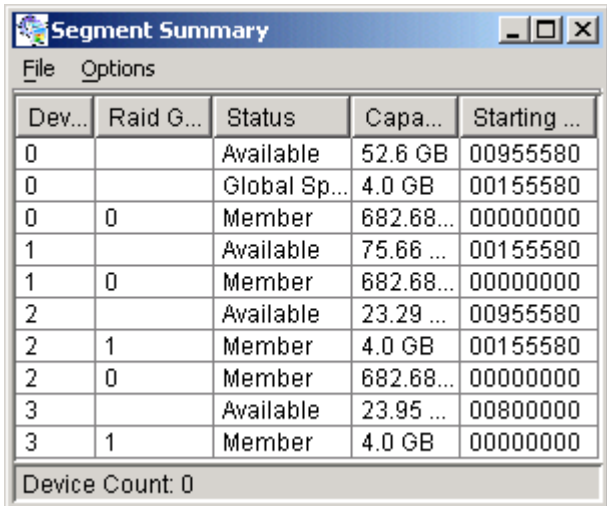 Segment Summary
File Options
Dev... Raid G... Status Capa... Starting ...
0 Available 52.6 GB 00955580
0 Global Sp... 4.0 GB 00155580
0 0 Member 682.68... 00000000
1 Available 75.66 ... 00155580
1 0 Member 682.68... 00000000
2 Available 23.29 ... 00955580
2 1 Member 4.0 GB 00155580
2 0 Member 682.68... 00000000
3 Available 23.95 ... 00800000
3 1 Member 4.0 GB 00000000
Device Count: 0